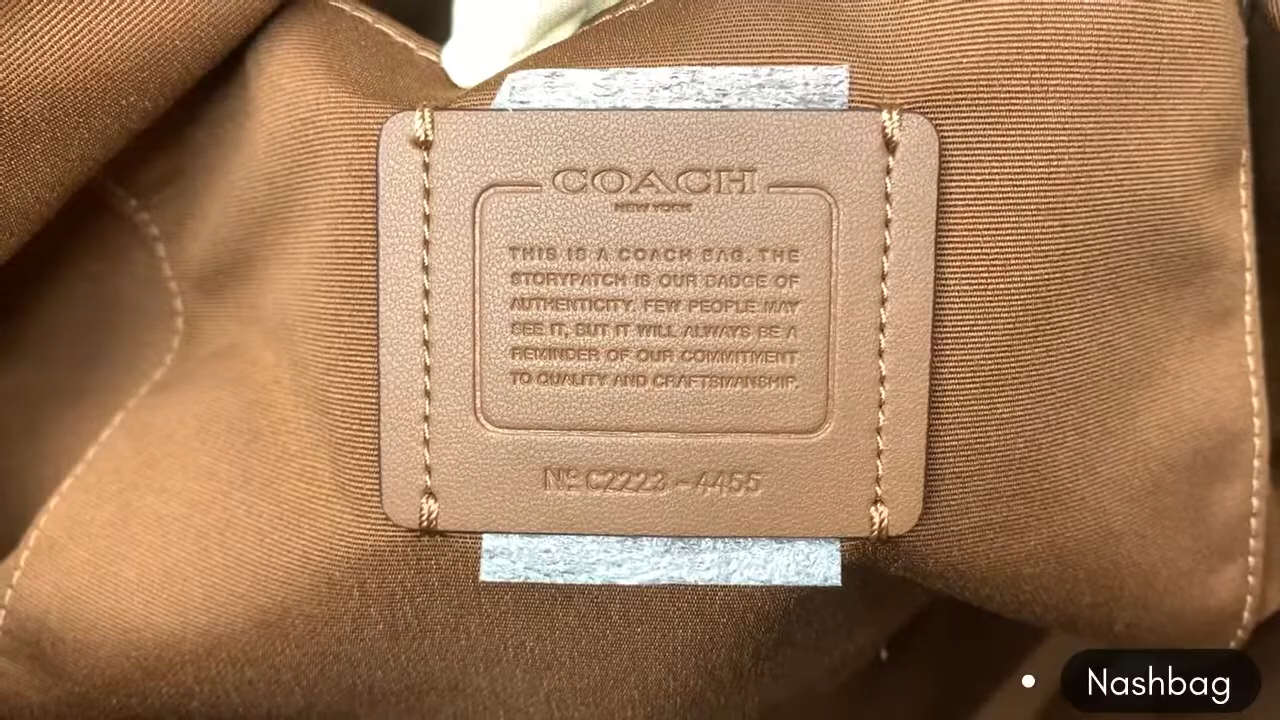 COACH
NEW YORK
THIS IS A COACH BAG. THE
STORYPATCH IS OUR BADGE OF
AUTHENTICITY. FEW PEOPLE MAY
SEE IT, BUT IT WILL ALWAYS BE A
REMINDER OF OUR COMMITMENT
TO QUALITY AND CRAFTSMANSHIP.
Nº C2223 - 4455
• Nashbag